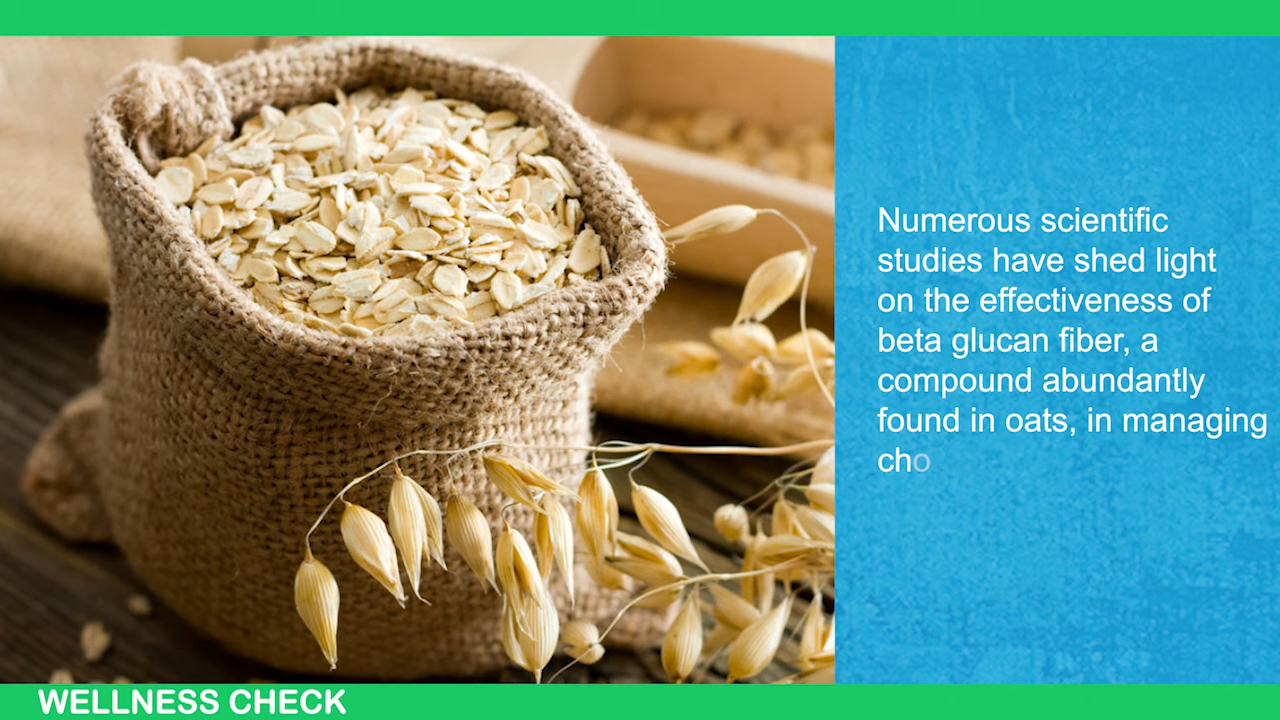 Numerous scientific
studies have shed light
on the effectiveness of
beta glucan fiber, a
compound abundantly
found in oats, in managing
cho
WELLNESS CHECK